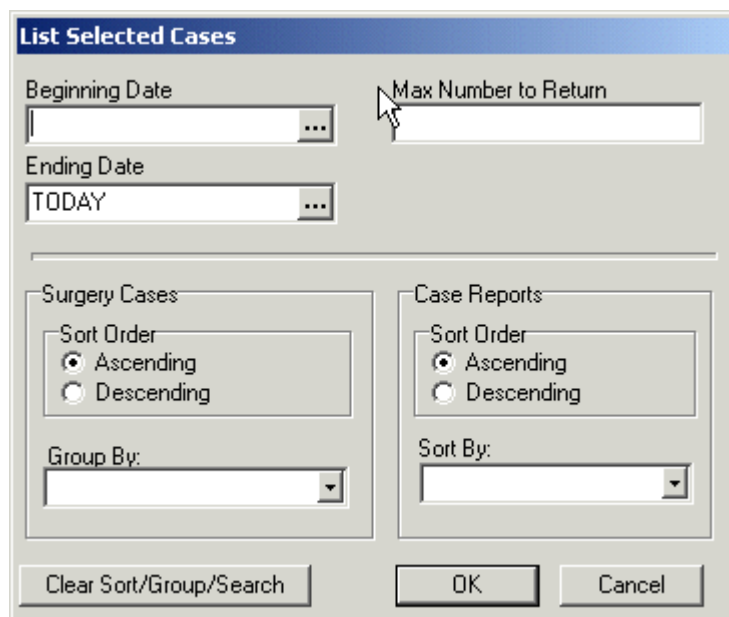 List Selected Cases
Beginning Date
Max Number to Return
...
Ending Date
TODAY
...
Surgery Cases
Sort Order
Ascending
Descending
Group By:
Case Reports
Sort Order
Ascending
Descending
Sort By:
Clear Sort/Group/Search
OK
Cancel